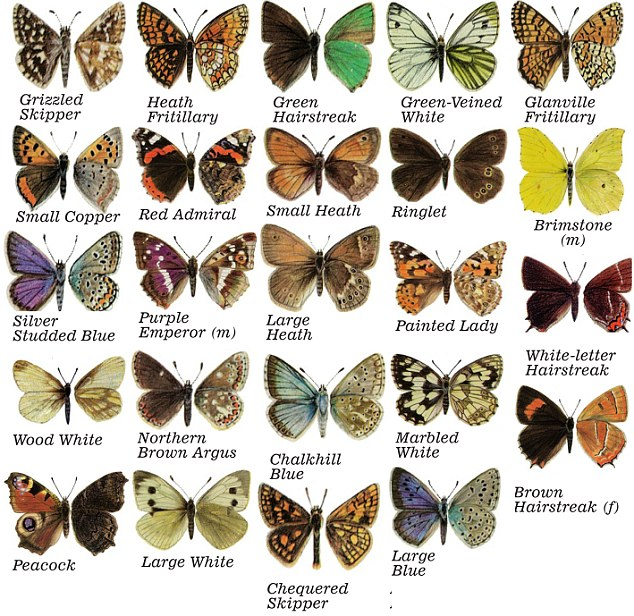 Grizzled
Skipper
Heath
Fritillary
Green
Hairstreak
Green-Veined
White
Glanville
Fritillary
Small Copper
Red Admiral
Small Heath
Ringlet
Brimstone
(m)
Silver
Studded Blue
Purple
Emperor (m)
Large
Heath
Painted Lady
White-letter
Hairstreak
Wood White
Northern
Brown Argus
Chalkhill
Blue
Marbled
White
Brown
Hairstreak (f)
Peacock
Large White
Chequered
Skipper
Large
Blue